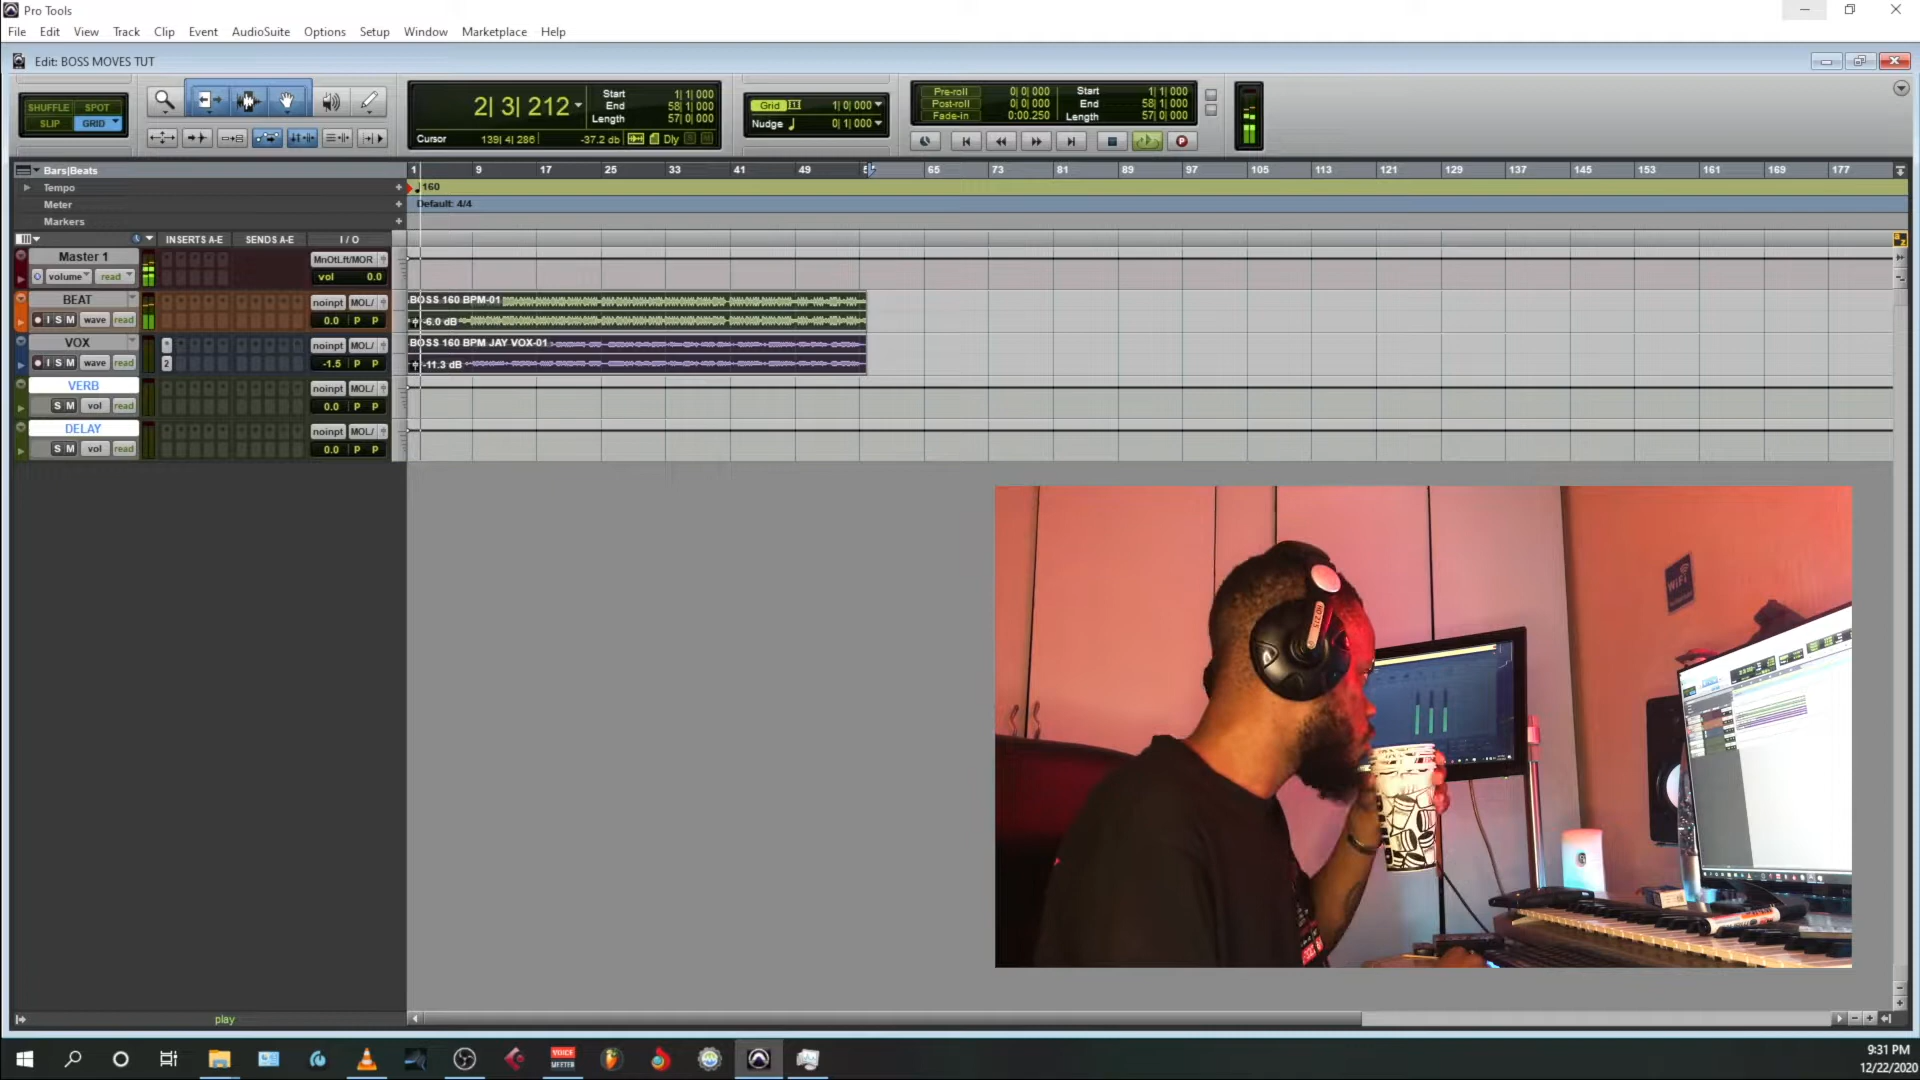 Pro Tools
File Edit View Track Clip Event AudioSuite Options Setup Window Marketplace Help
Edit: BOSS MOVES TUT
SHUFFLE SPOT
SLIP GRID
2| 3| 212
Start 1| 1| 000
End 58| 1| 000
Length 57| 0| 000
Cursor 139| 4| 286 -37.2 db Dly S M
Grid 1| 0| 000
Nudge 0| 1| 000
Pre-roll 0| 0| 000
Post-roll 0| 0| 000
Fade-in 0:00.250
Start 1| 1| 000
End 58| 1| 000
Length 57| 0| 000
Bars|Beats 1 9 17 25 33 41 49 65 73 81 89 97 105 113 121 129 137 145 153 161 169 177
Tempo + 160
Meter + Default: 4/4
Markers +
INSERTS A-E SENDS A-E I / O
Master 1 MnOtLft/MOR
volume read vol 0.0
BEAT noinpt MOL/ BOSS 160 BPM-01
I S M wave read 0.0 P P -6.0 dB
VOX noinpt MOL/ BOSS 160 BPM JAY VOX-01
I S M wave read 2 -1.5 P P -11.3 dB
VERB noinpt MOL/
S M vol read 0.0 P P
DELAY noinpt MOL/
S M vol read 0.0 P P
WiFi
HD 215
play
VOICE
9:31 PM
12/22/2020